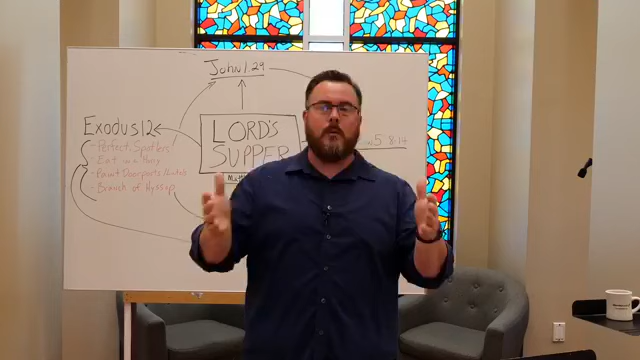 John 1:29
Exodus 12
LORD'S
SUPPER
- Perfect, Spotless
- Eat in a Hurry
- Paint Doorposts
- Branch of Hyssop
5:8-14